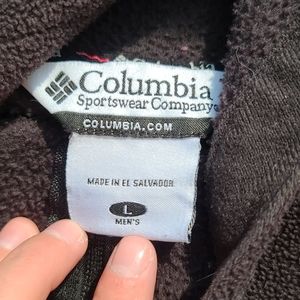 Columbia
Sportswear Company
COLUMBIA.COM
MADE IN EL SALVADOR
L
MEN'S